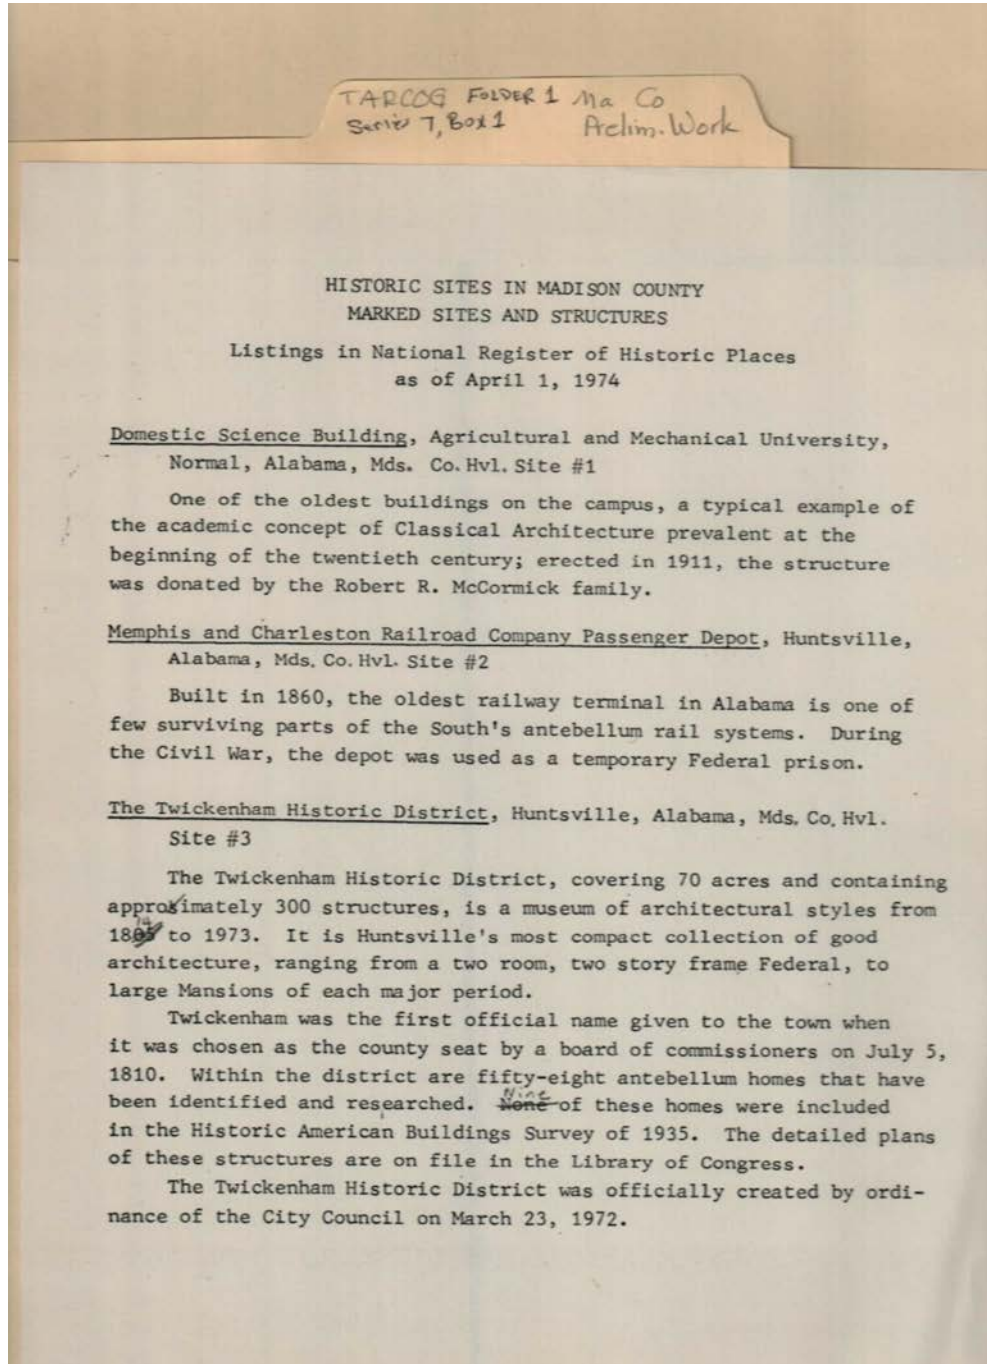 TARCOG FOLDER 1 Ma Co
Series 7, Box 1 Prelim. Work
HISTORIC SITES IN MADISON COUNTY
MARKED SITES AND STRUCTURES
Listings in National Register of Historic Places
as of April 1, 1974
Domestic Science Building, Agricultural and Mechanical University,
Normal, Alabama, Mds. Co. Hvl. Site #1
One of the oldest buildings on the campus, a typical example of
the academic concept of Classical Architecture prevalent at the
beginning of the twentieth century; erected in 1911, the structure
was donated by the Robert R. McCormick family.
Memphis and Charleston Railroad Company Passenger Depot, Huntsville,
Alabama, Mds. Co. Hvl. Site #2
Built in 1860, the oldest railway terminal in Alabama is one of
few surviving parts of the South's antebellum rail systems. During
the Civil War, the depot was used as a temporary Federal prison.
The Twickenham Historic District, Huntsville, Alabama, Mds. Co. Hvl.
Site #3
The Twickenham Historic District, covering 70 acres and containing
approximately 300 structures, is a museum of architectural styles from
to 1973. It is Huntsville's most compact collection of good
architecture, ranging from a two room, two story frame Federal, to
large Mansions of each major period.
Twickenham was the first official name given to the town when
it was chosen as the county seat by a board of commissioners on July 5,
1810. Within the district are fifty-eight antebellum homes that have
Nine
been identified and researched. None of these homes were included
in the Historic American Buildings Survey of 1935. The detailed plans
of these structures are on file in the Library of Congress.
The Twickenham Historic District was officially created by ordi-
nance of the City Council on March 23, 1972.